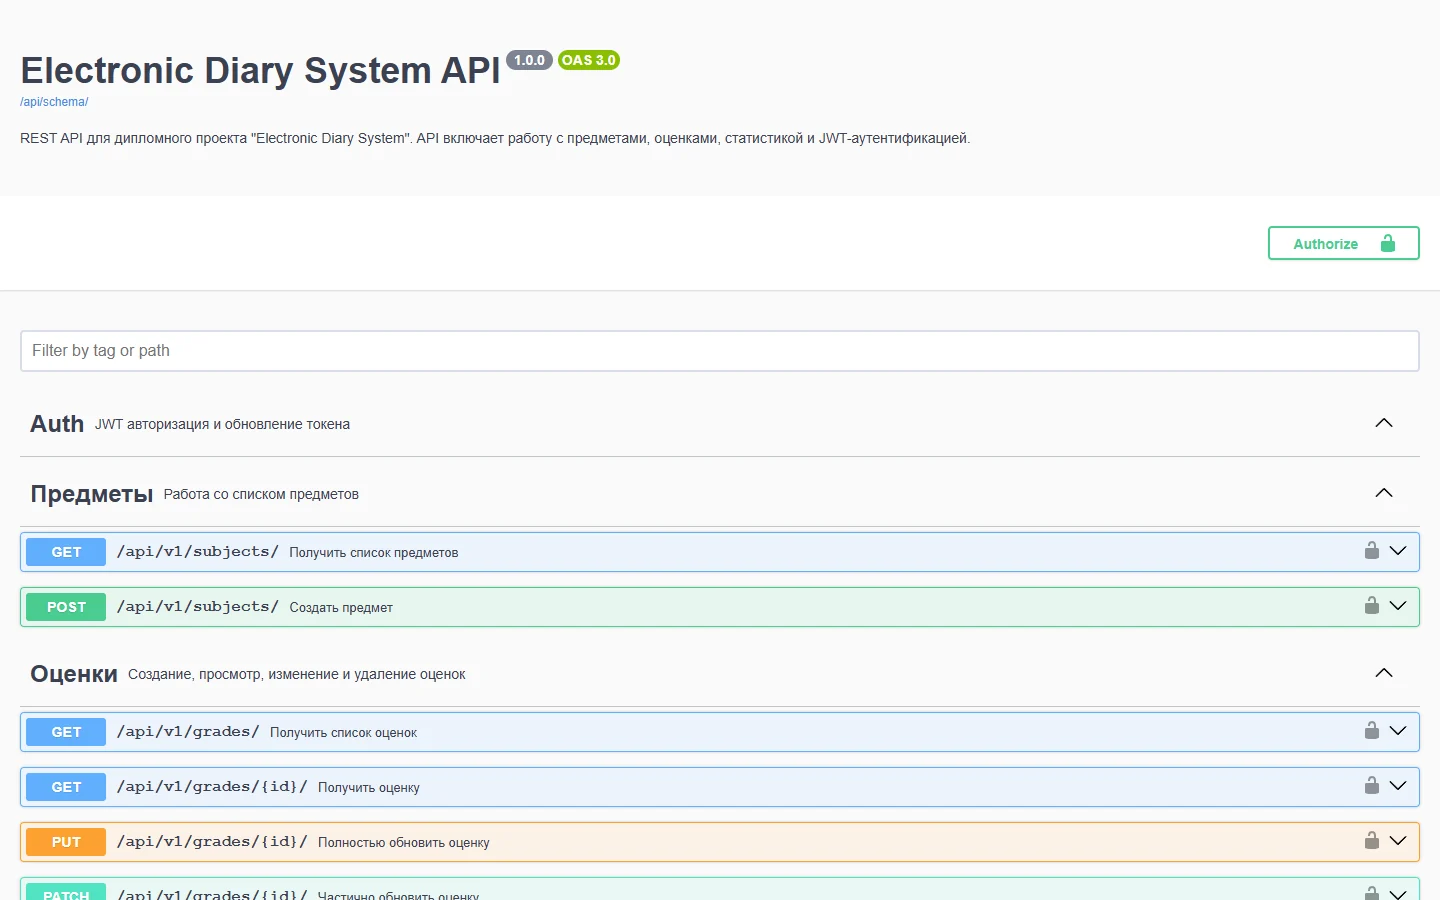 Electronic Diary System API 1.0.0 OAS 3.0
/api/schema/
REST API для дипломного проекта "Electronic Diary System". API включает работу с предметами, оценками, статистикой и JWT-аутентификацией.
Authorize
Filter by tag or path
Auth JWT авторизация и обновление токена
Предметы Работа со списком предметов
GET /api/v1/subjects/ Получить список предметов
POST /api/v1/subjects/ Создать предмет
Оценки Создание, просмотр, изменение и удаление оценок
GET /api/v1/grades/ Получить список оценок
GET /api/v1/grades/{id}/ Получить оценку
PUT /api/v1/grades/{id}/ Полностью обновить оценку
PATCH /api/v1/grades/{id}/ Частично обновить оценку